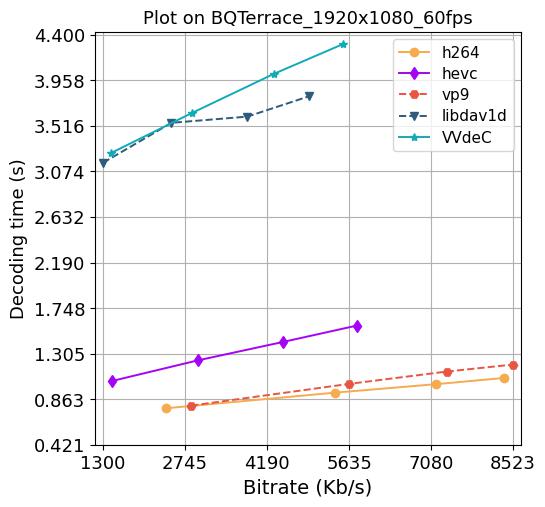 Plot on BQTerrace_1920x1080_60fps
4.400
3.958
3.516
3.074
2.632
2.190
1.748
1.305
0.863
0.421
Decoding time (s)
h264
hevc
vp9
libdav1d
VVdeC
1300 2745 4190 5635 7080 8523
Bitrate (Kb/s)